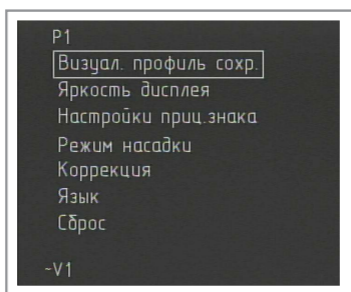 P1
Визуал. профиль сохр.
Яркость дисплея
Настройки приц.знака
Режим насадки
Коррекция
Язык
Сброс
~V1